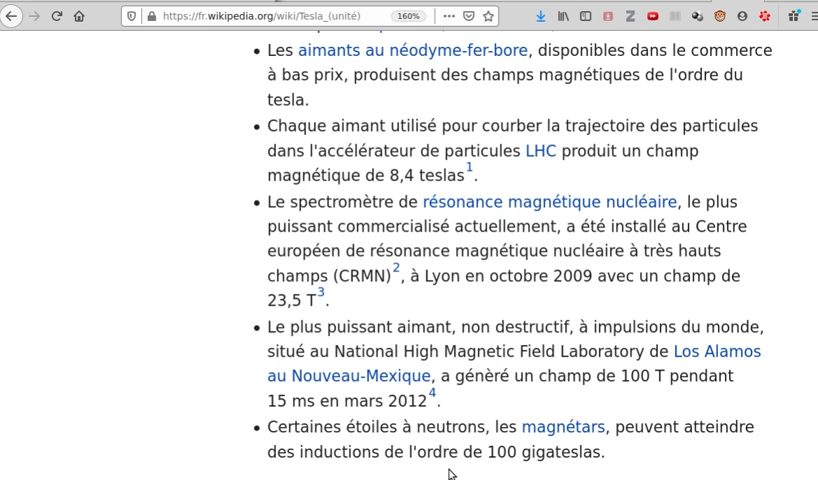 https://fr.wikipedia.org/wiki/Tesla_(unité)
160%
Les aimants au néodyme-fer-bore, disponibles dans le commerce
à bas prix, produisent des champs magnétiques de l'ordre du
tesla.
Chaque aimant utilisé pour courber la trajectoire des particules
dans l'accélérateur de particules LHC produit un champ
magnétique de 8,4 teslas1.
Le spectromètre de résonance magnétique nucléaire, le plus
puissant commercialisé actuellement, a été installé au Centre
européen de résonance magnétique nucléaire à très hauts
champs (CRMN)2, à Lyon en octobre 2009 avec un champ de
23,5 T3.
Le plus puissant aimant, non destructif, à impulsions du monde,
situé au National High Magnetic Field Laboratory de Los Alamos
au Nouveau-Mexique, a génèré un champ de 100 T pendant
15 ms en mars 20124.
Certaines étoiles à neutrons, les magnétars, peuvent atteindre
des inductions de l'ordre de 100 gigateslas.